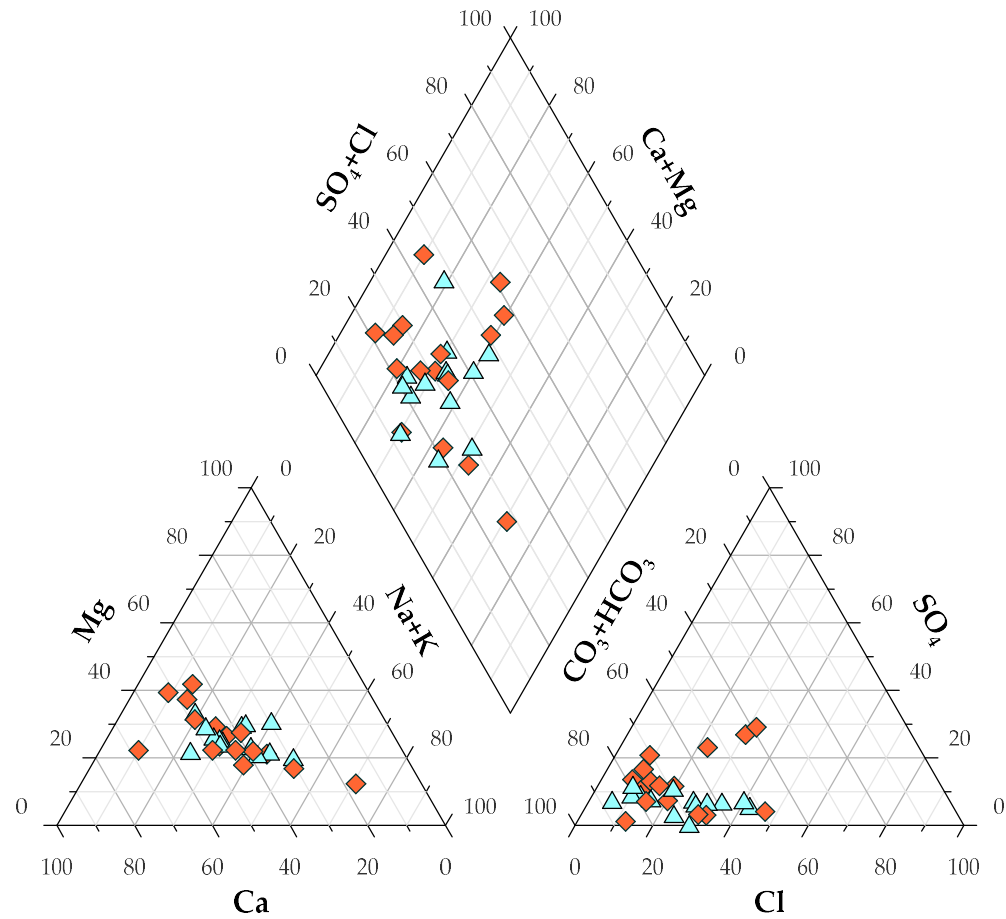 100 100
80 80
SO₄+Cl Ca+Mg
60 60
40 40
20 20
0 0
100 0 0 100
80 20 20 80
Mg Na+K CO₃+HCO₃ SO₄
60 40 40 60
40 60 60 40
20 80 80 20
0 100 100 0
100 80 60 40 20 0 0 20 40 60 80 100
Ca Cl